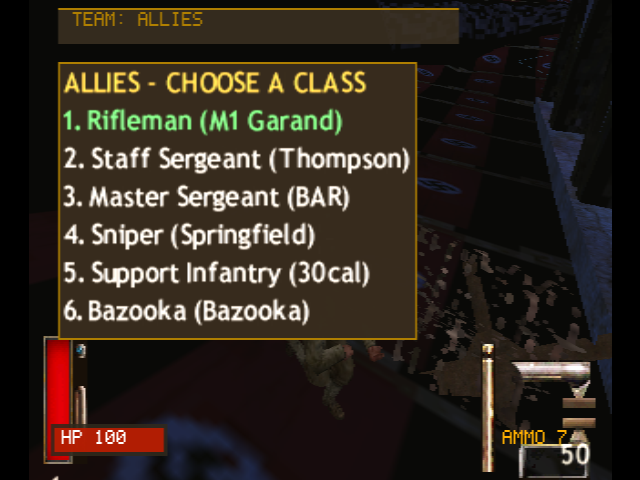 TEAM: ALLIES
ALLIES - CHOOSE A CLASS
1. Rifleman (M1 Garand)
2. Staff Sergeant (Thompson)
3. Master Sergeant (BAR)
4. Sniper (Springfield)
5. Support Infantry (30cal)
6. Bazooka (Bazooka)
HP 100
AMMO 7
50